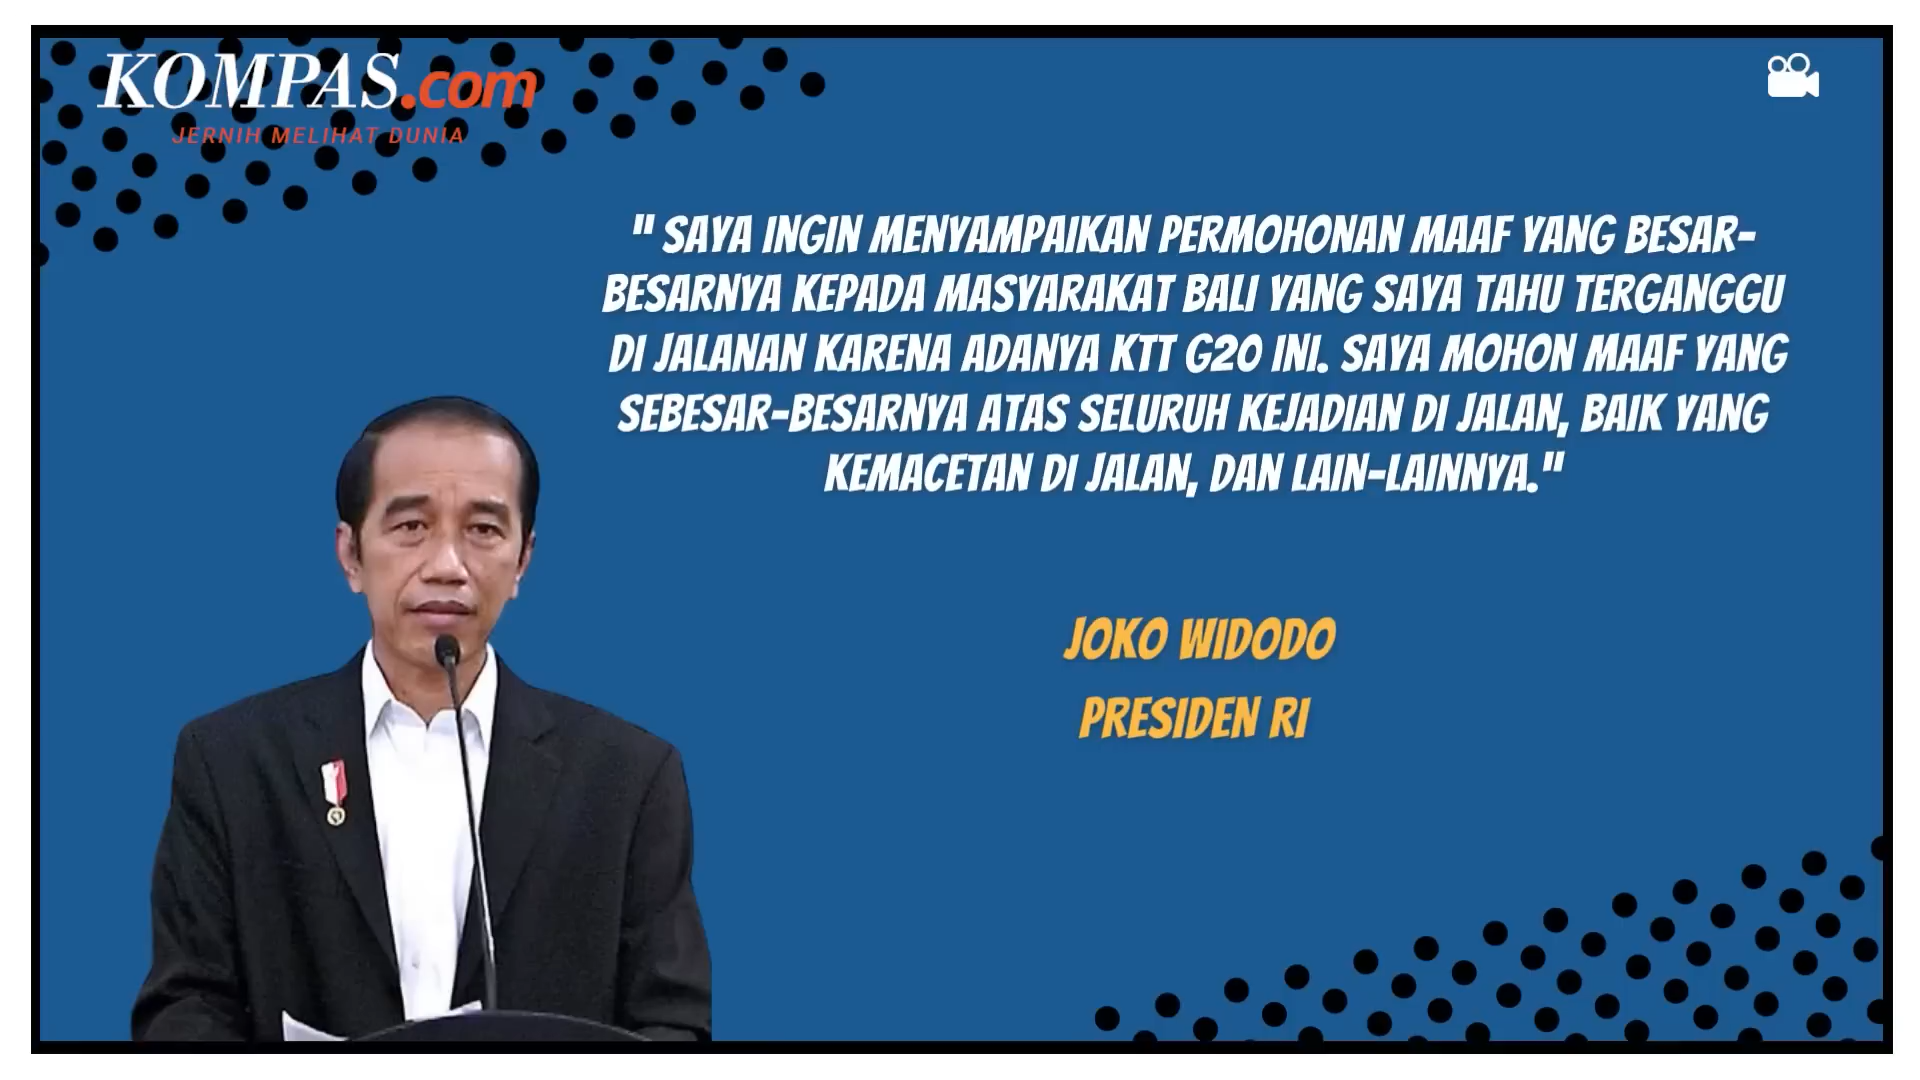 KOMPAS.com
JERNIH MELIHAT DUNIA
" SAYA INGIN MENYAMPAIKAN PERMOHONAN MAAF YANG BESAR-
BESARNYA KEPADA MASYARAKAT BALI YANG SAYA TAHU TERGANGGU
DI JALANAN KARENA ADANYA KTT G20 INI. SAYA MOHON MAAF YANG
SEBESAR-BESARNYA ATAS SELURUH KEJADIAN DI JALAN, BAIK YANG
KEMACETAN DI JALAN, DAN LAIN-LAINNYA."
JOKO WIDODO
PRESIDEN RI